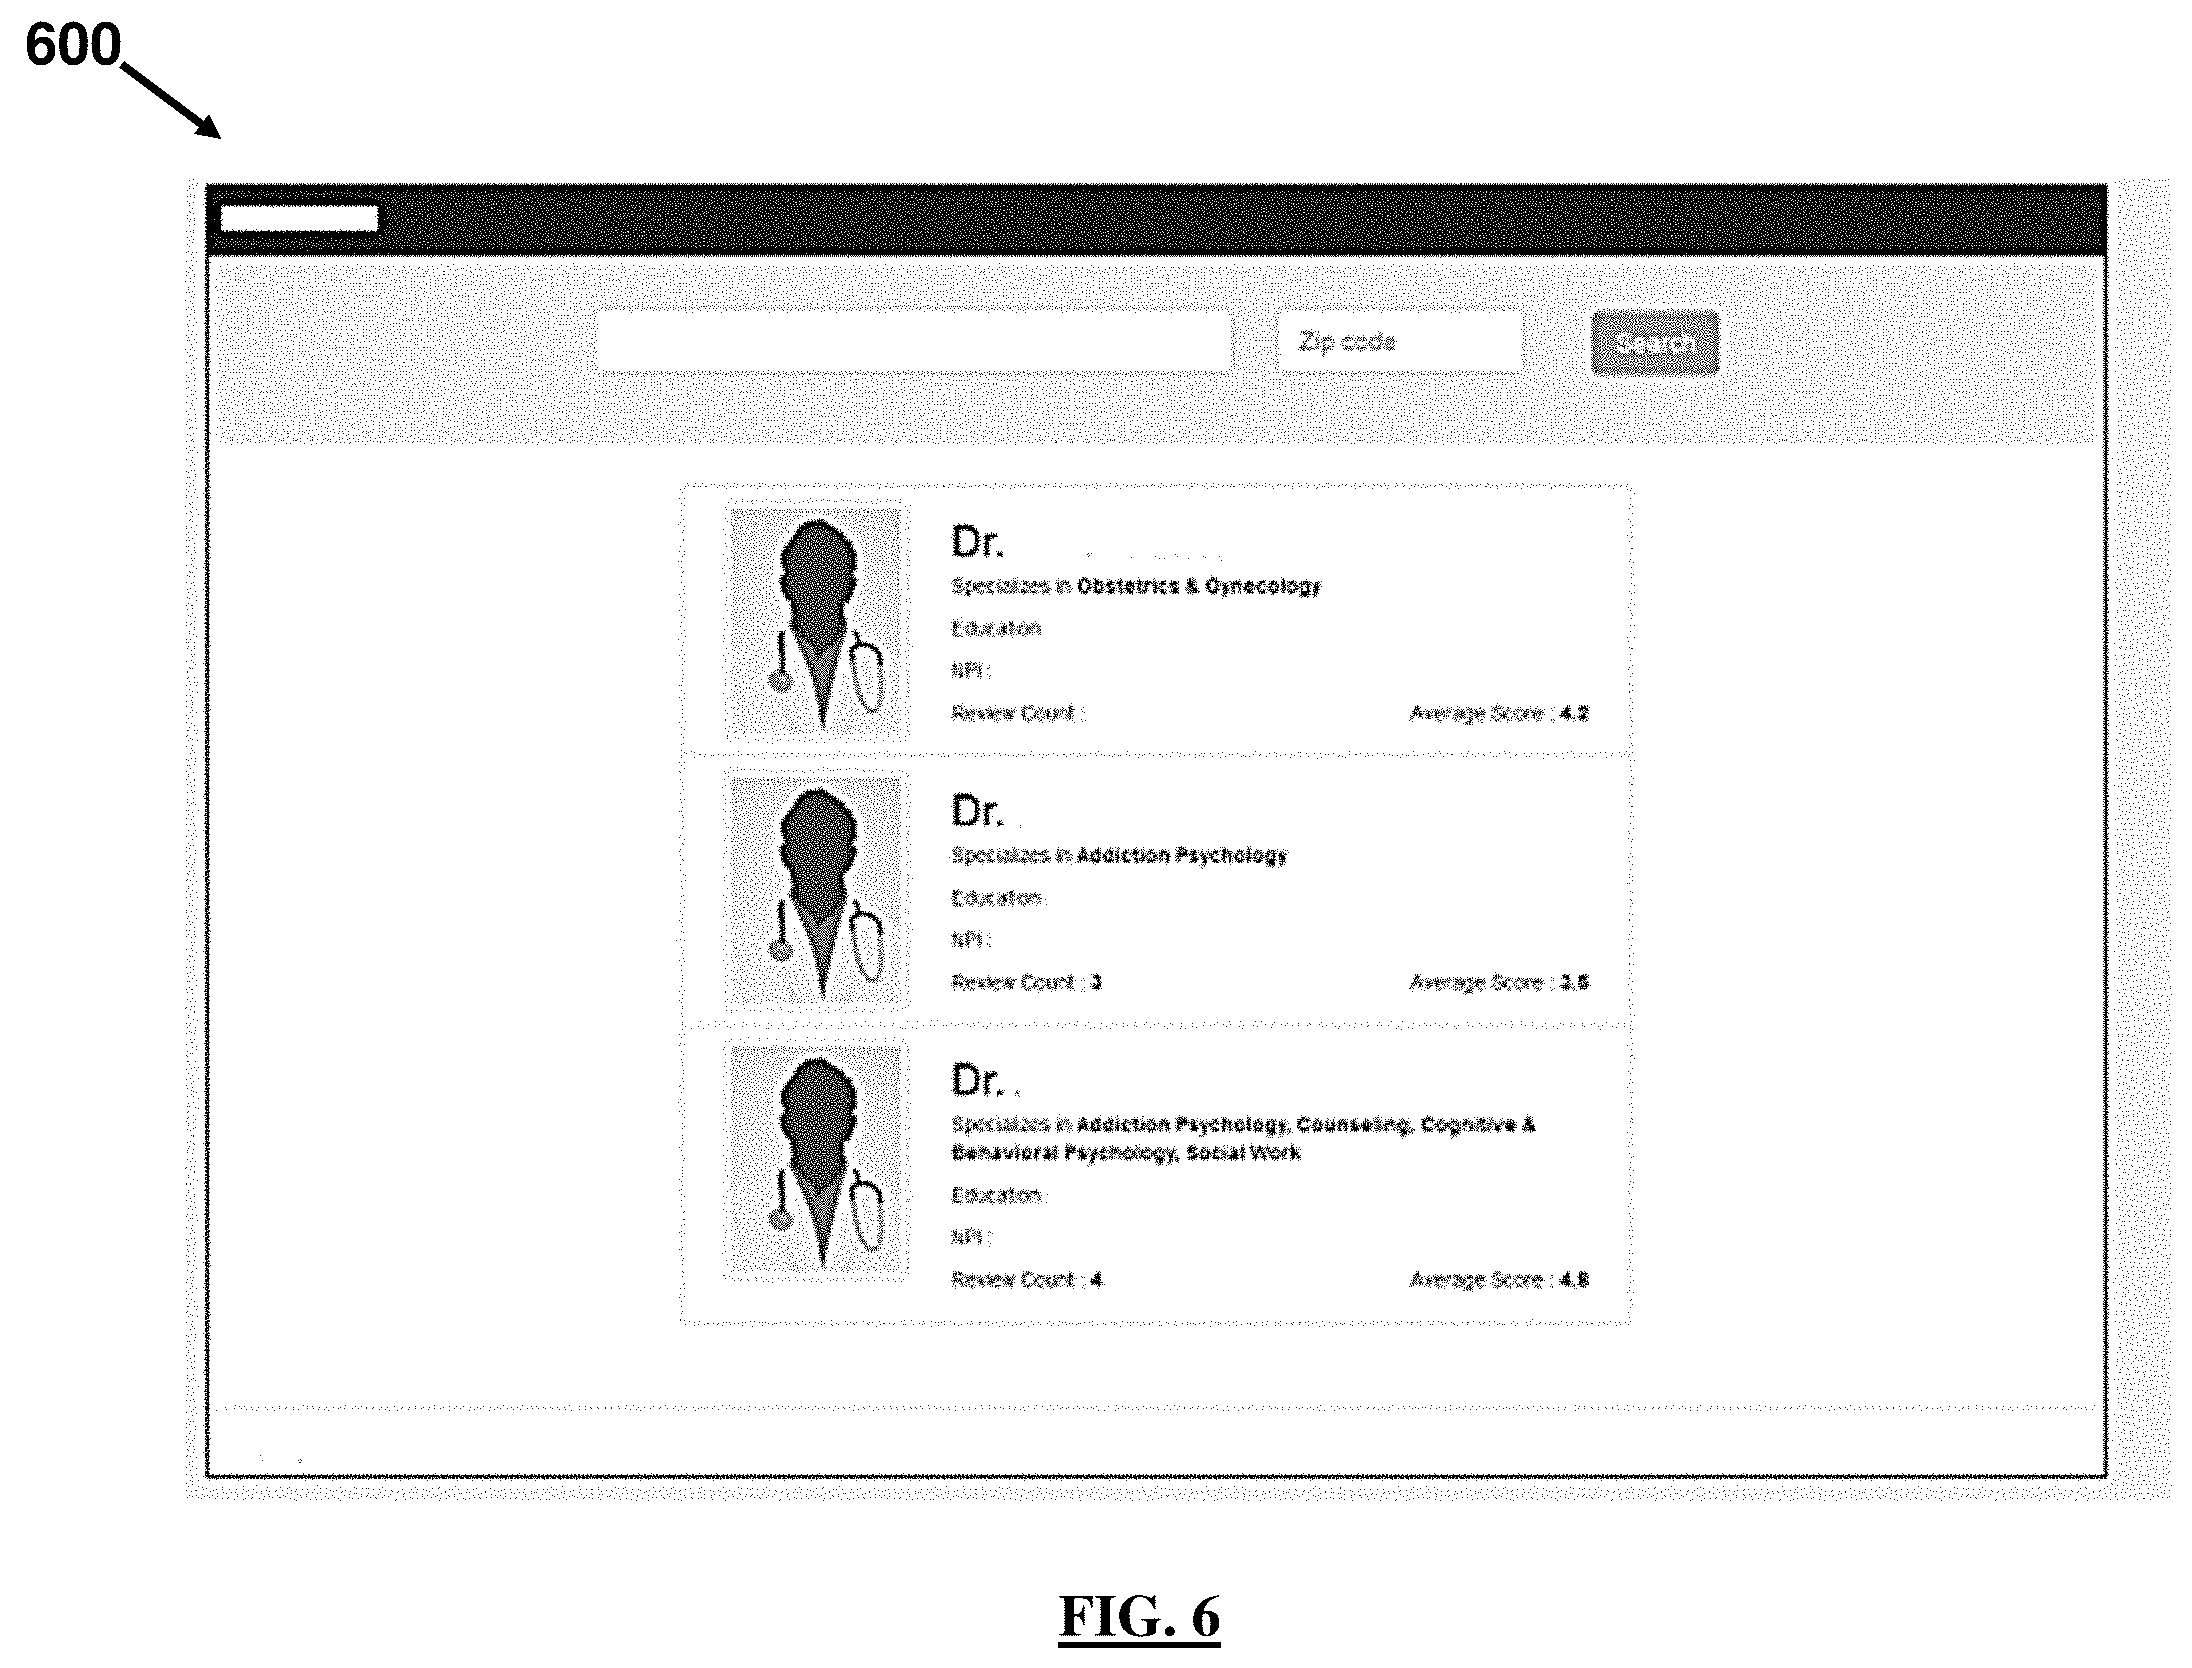 600
Zip code
Search
Dr.
Specializes in Obstetrics & Gynecology
Education
NPI :
Review Count :
Average Score : 4.2
Dr.
Specializes in Addiction Psychology
Education
NPI :
Review Count : 3
Average Score :
Dr.
Specializes in Addiction Psychology, Counseling, Cognitive &
Behavioral Psychology, Social Work
Education
NPI :
Review Count : 4
Average Score : 4.8
FIG. 6